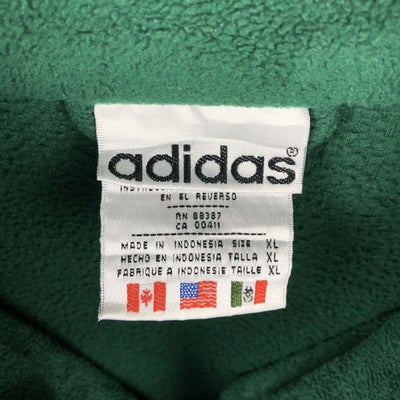 adidas ®
EN EL REVERSO
RN 88387
CA 00411
MADE IN INDONESIA SIZE XL
HECHO EN INDONESIA TALLA XL
FABRIQUE A INDONESIE TAILLE XL